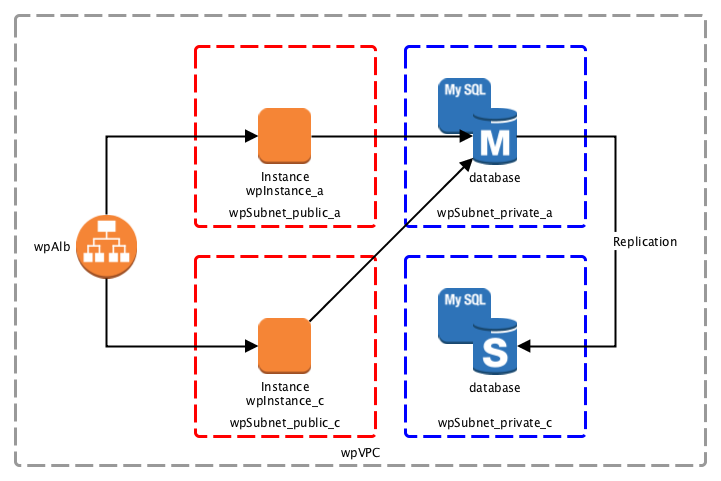 My SQL
M
Instance
wpInstance_a
database
wpSubnet_public_a
wpSubnet_private_a
wpAlb
Replication
My SQL
S
Instance
wpInstance_c
database
wpSubnet_public_c
wpSubnet_private_c
wpVPC